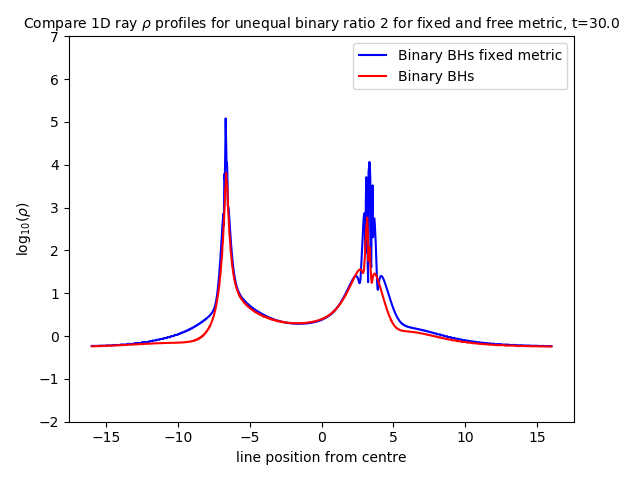 Compare 1D ray ρ profiles for unequal binary ratio 2 for fixed and free metric, t=30.0
Binary BHs fixed metric
Binary BHs
7
6
5
4
3
2
1
0
−1
−2
log₁₀(ρ)
−15 −10 −5 0 5 10 15
line position from centre